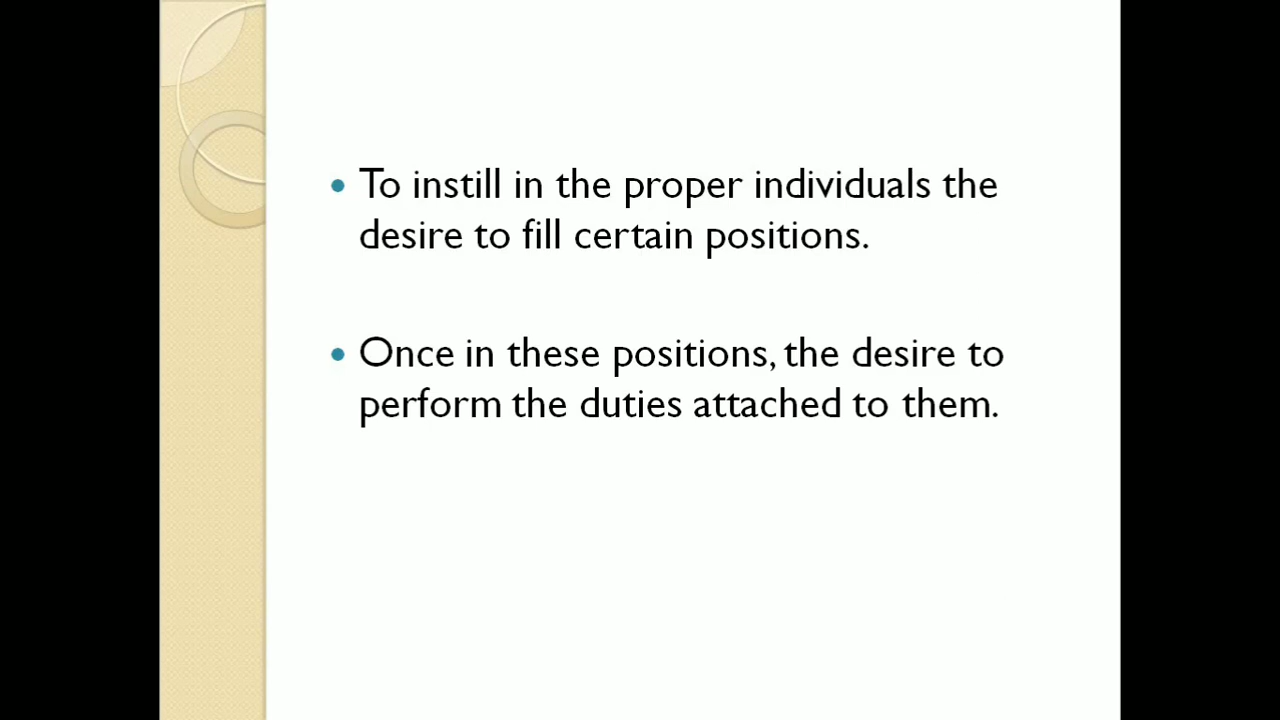 • To instill in the proper individuals the
desire to fill certain positions.
• Once in these positions, the desire to
perform the duties attached to them.